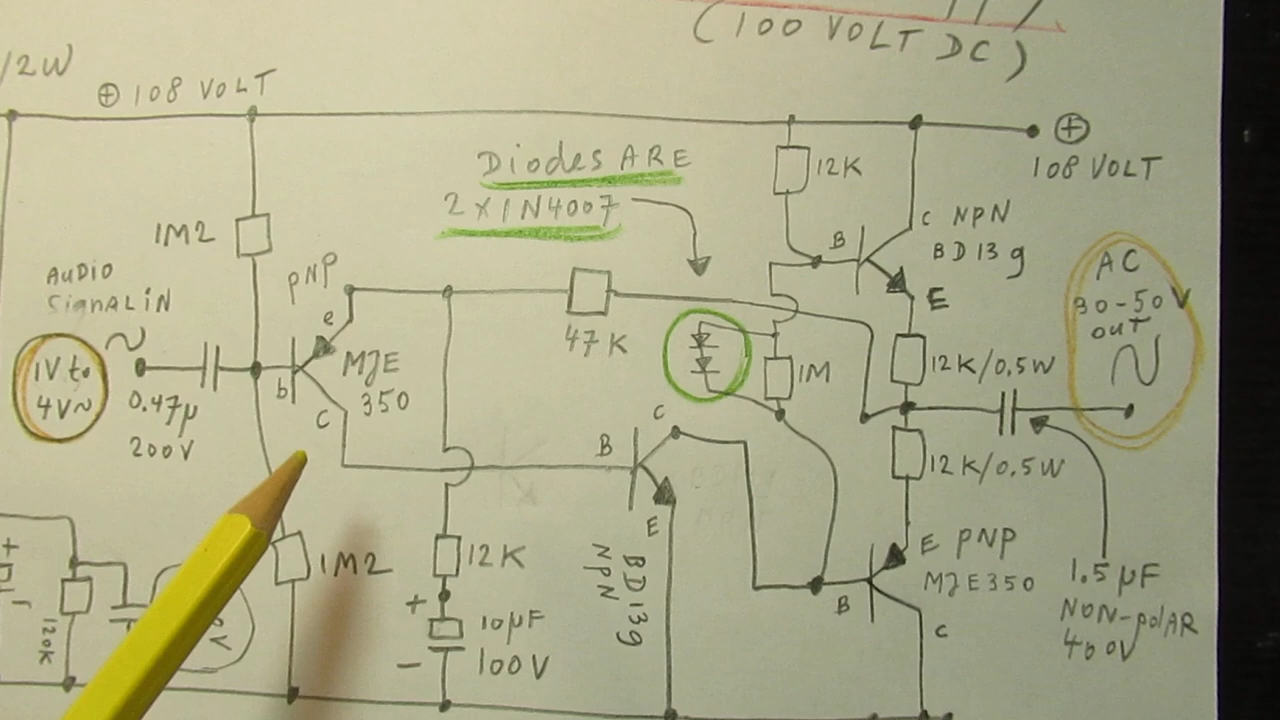 (100 VOLT DC)
/2W
⊕ 108 VOLT
⊕
108 VOLT
Diodes ARE
2 X 1N4007
12K
1M2
C NPN
B
BD139
E
AC
30-50V
out
AUDIO
SignaL iN
1V to
4V~
0.47µ
200V
PNP
e
b
MJE
350
C
47K
1M
12K/0,5W
12K/0.5W
C
B
E
BD139
NPN
E PNP
MJE350
B
C
1.5µF
NON-poLAR
400V
1M2
12K
+
10µF
100V
−
+
120K
V